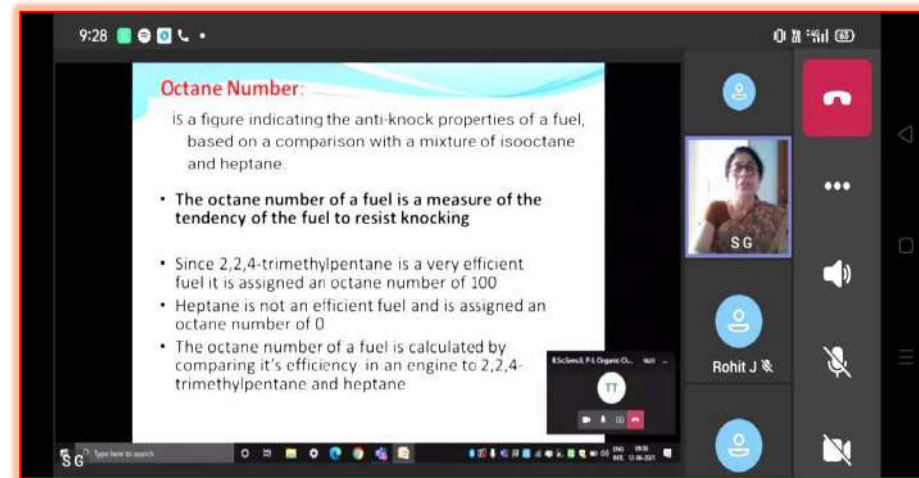 9:28
63
Octane Number:
is a figure indicating the anti-knock properties of a fuel,
based on a comparison with a mixture of isooctane
and heptane.
• The octane number of a fuel is a measure of the
tendency of the fuel to resist knocking
• Since 2,2,4-trimethylpentane is a very efficient
fuel it is assigned an octane number of 100
• Heptane is not an efficient fuel and is assigned an
octane number of 0
• The octane number of a fuel is calculated by
comparing it's efficiency in an engine to 2,2,4-
trimethylpentane and heptane
TT
S G
Rohit J
S G
Type here to search
ENG
12-06-2021